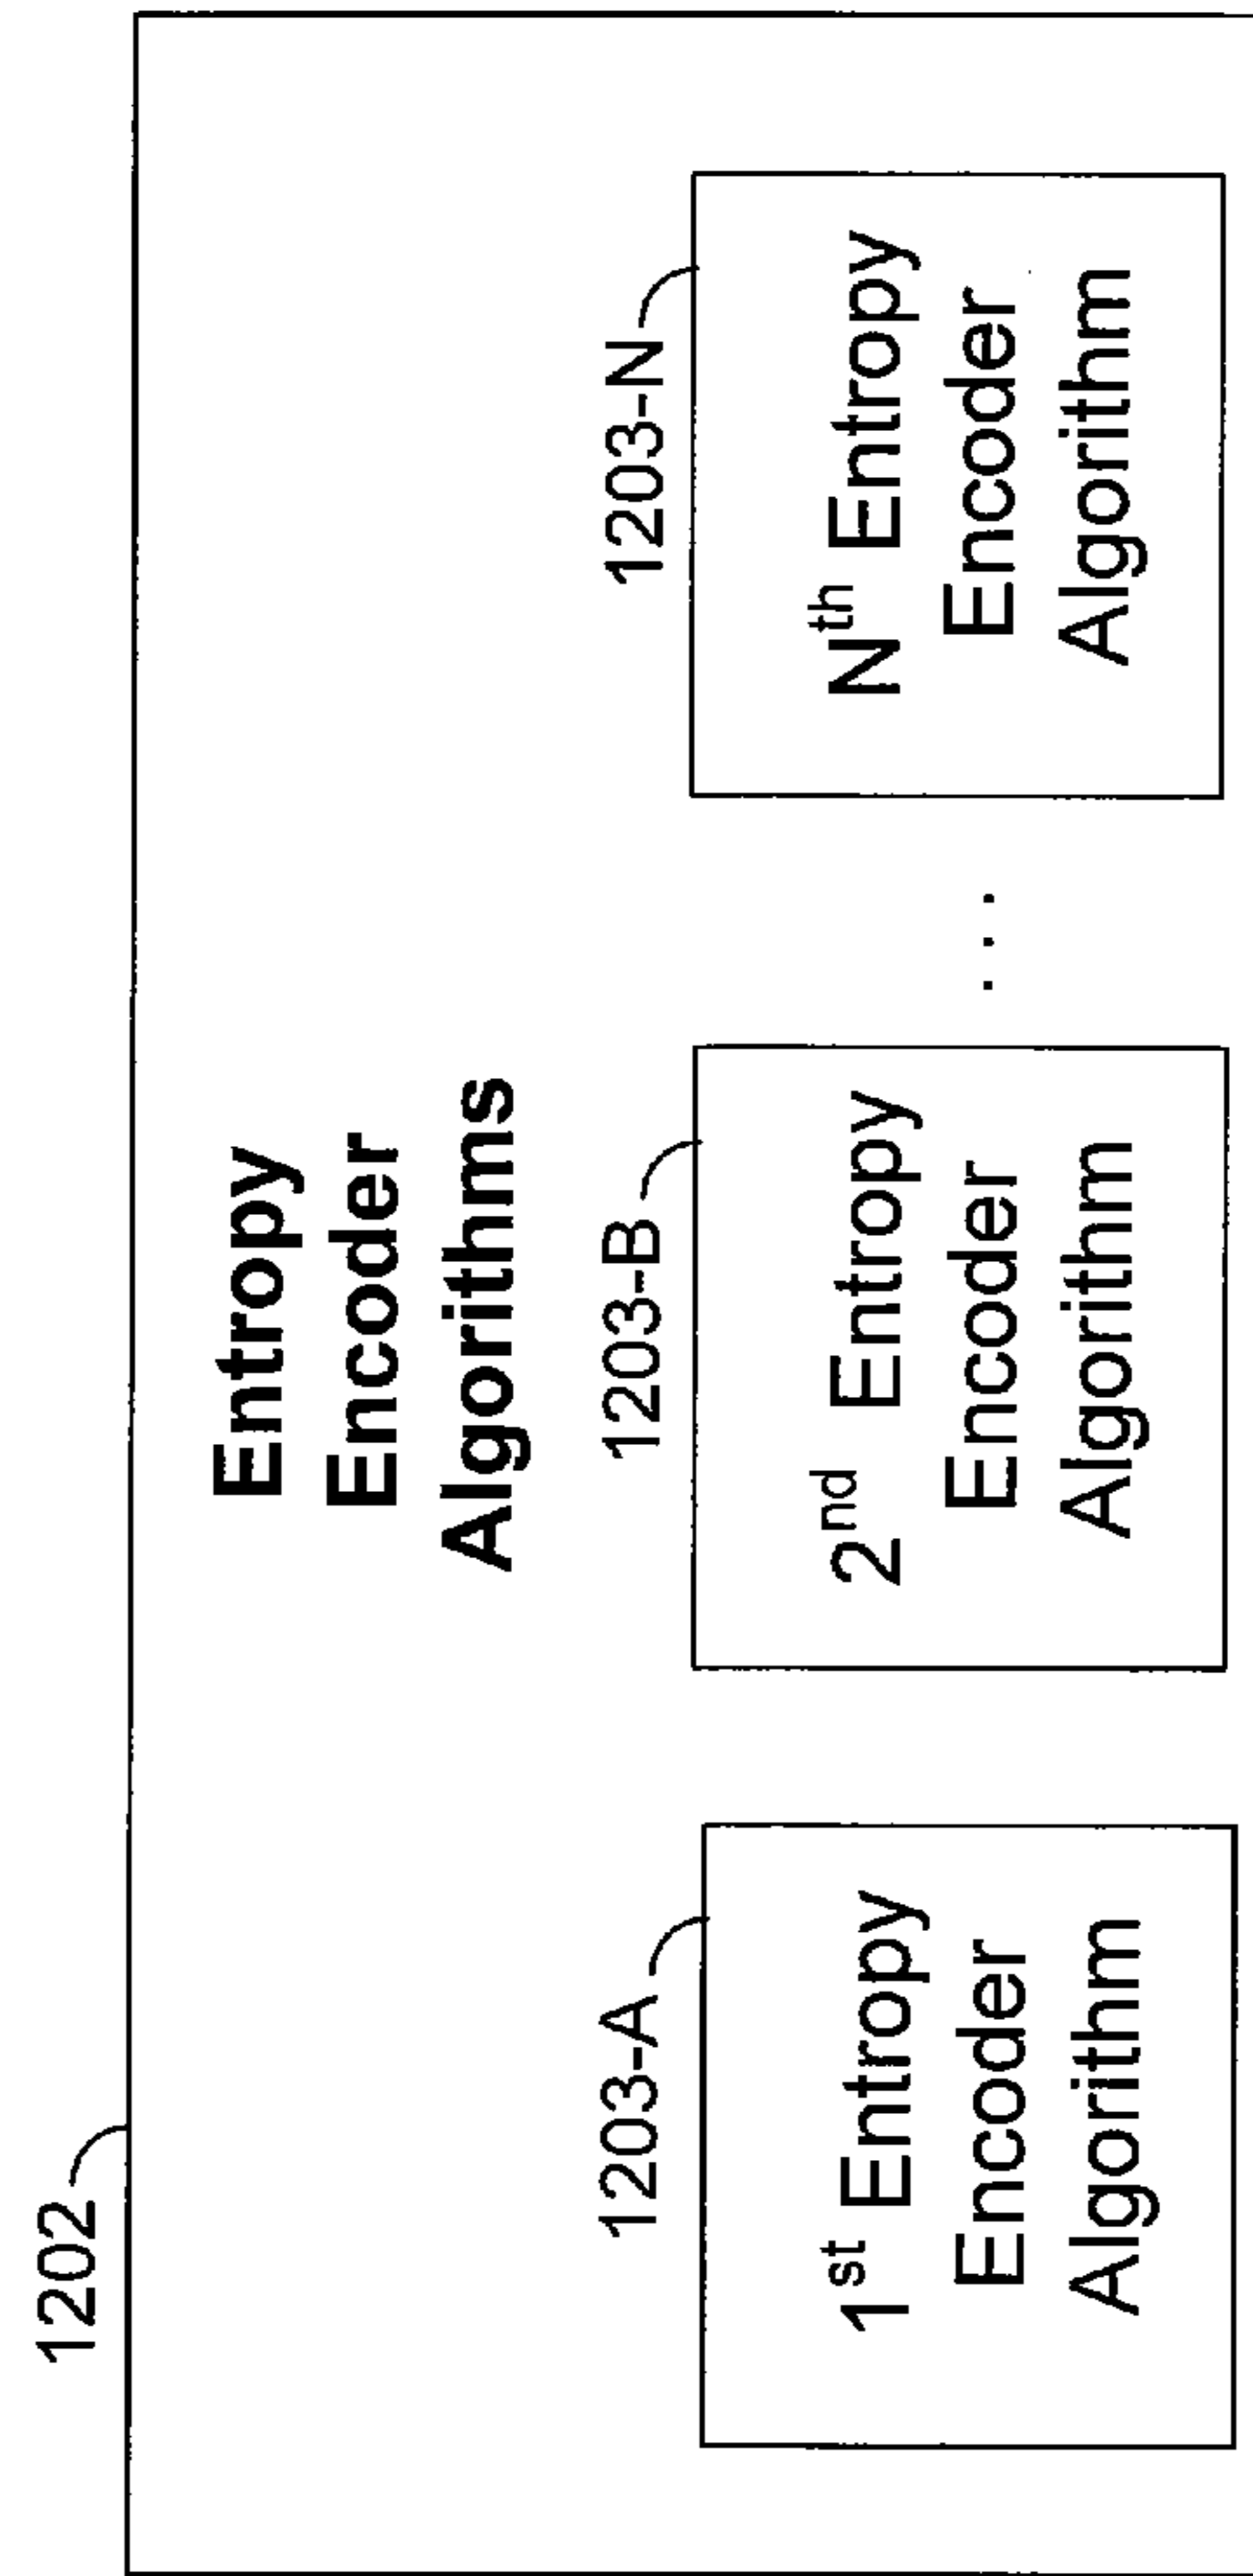 1202
Entropy
Encoder
Algorithms
1203-A
1st Entropy
Encoder
Algorithm
1203-B
2nd Entropy
Encoder
Algorithm
. . .
1203-N
Nth Entropy
Encoder
Algorithm